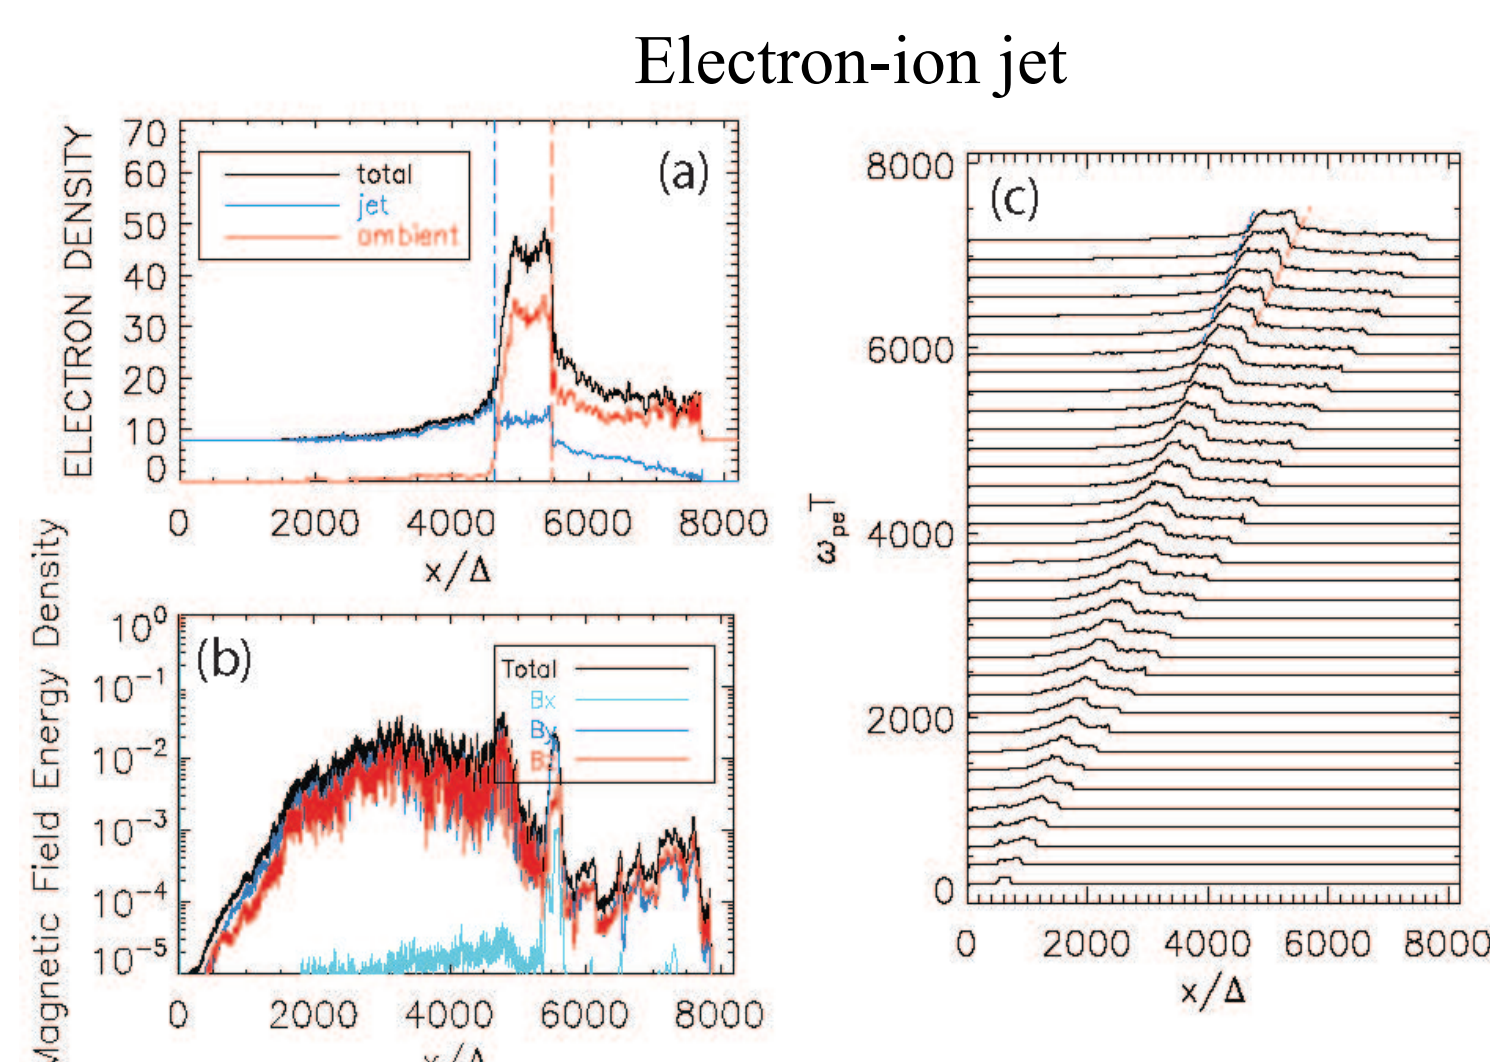 Electron-ion jet
ELECTRON DENSITY
70
60
50
40
30
20
10
0
total
jet
ambient
(a)
0 2000 4000 6000 8000
x/Δ
Magnetic Field Energy Density
10⁰
10⁻¹
10⁻²
10⁻³
10⁻⁴
10⁻⁵
(b)
Total
Bx
By
Bz
0 2000 4000 6000 8000
x/Δ
ωpeT
8000
6000
4000
2000
0
(c)
0 2000 4000 6000 8000
x/Δ